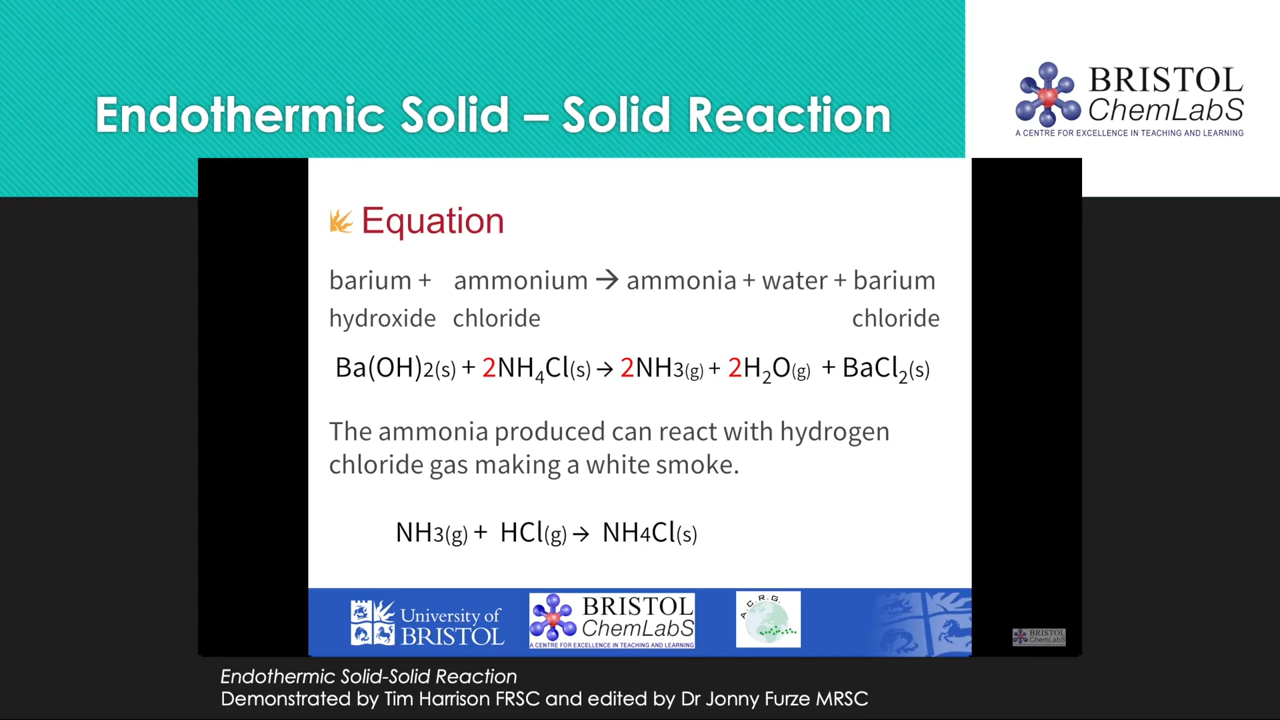 Endothermic Solid – Solid Reaction
BRISTOL
ChemLabS
A CENTRE FOR EXCELLENCE IN TEACHING AND LEARNING
Equation
barium + ammonium → ammonia + water + barium
hydroxide chloride chloride
Ba(OH)2(s) + 2NH₄Cl(s) → 2NH3(g) + 2H₂O(g) + BaCl₂(s)
The ammonia produced can react with hydrogen
chloride gas making a white smoke.
NH3(g) + HCl(g) → NH4Cl(s)
University of
BRISTOL
BRISTOL
ChemLabS
A CENTRE FOR EXCELLENCE IN TEACHING AND LEARNING
A.C.R.G.
BRISTOL
ChemLabS
Endothermic Solid-Solid Reaction
Demonstrated by Tim Harrison FRSC and edited by Dr Jonny Furze MRSC